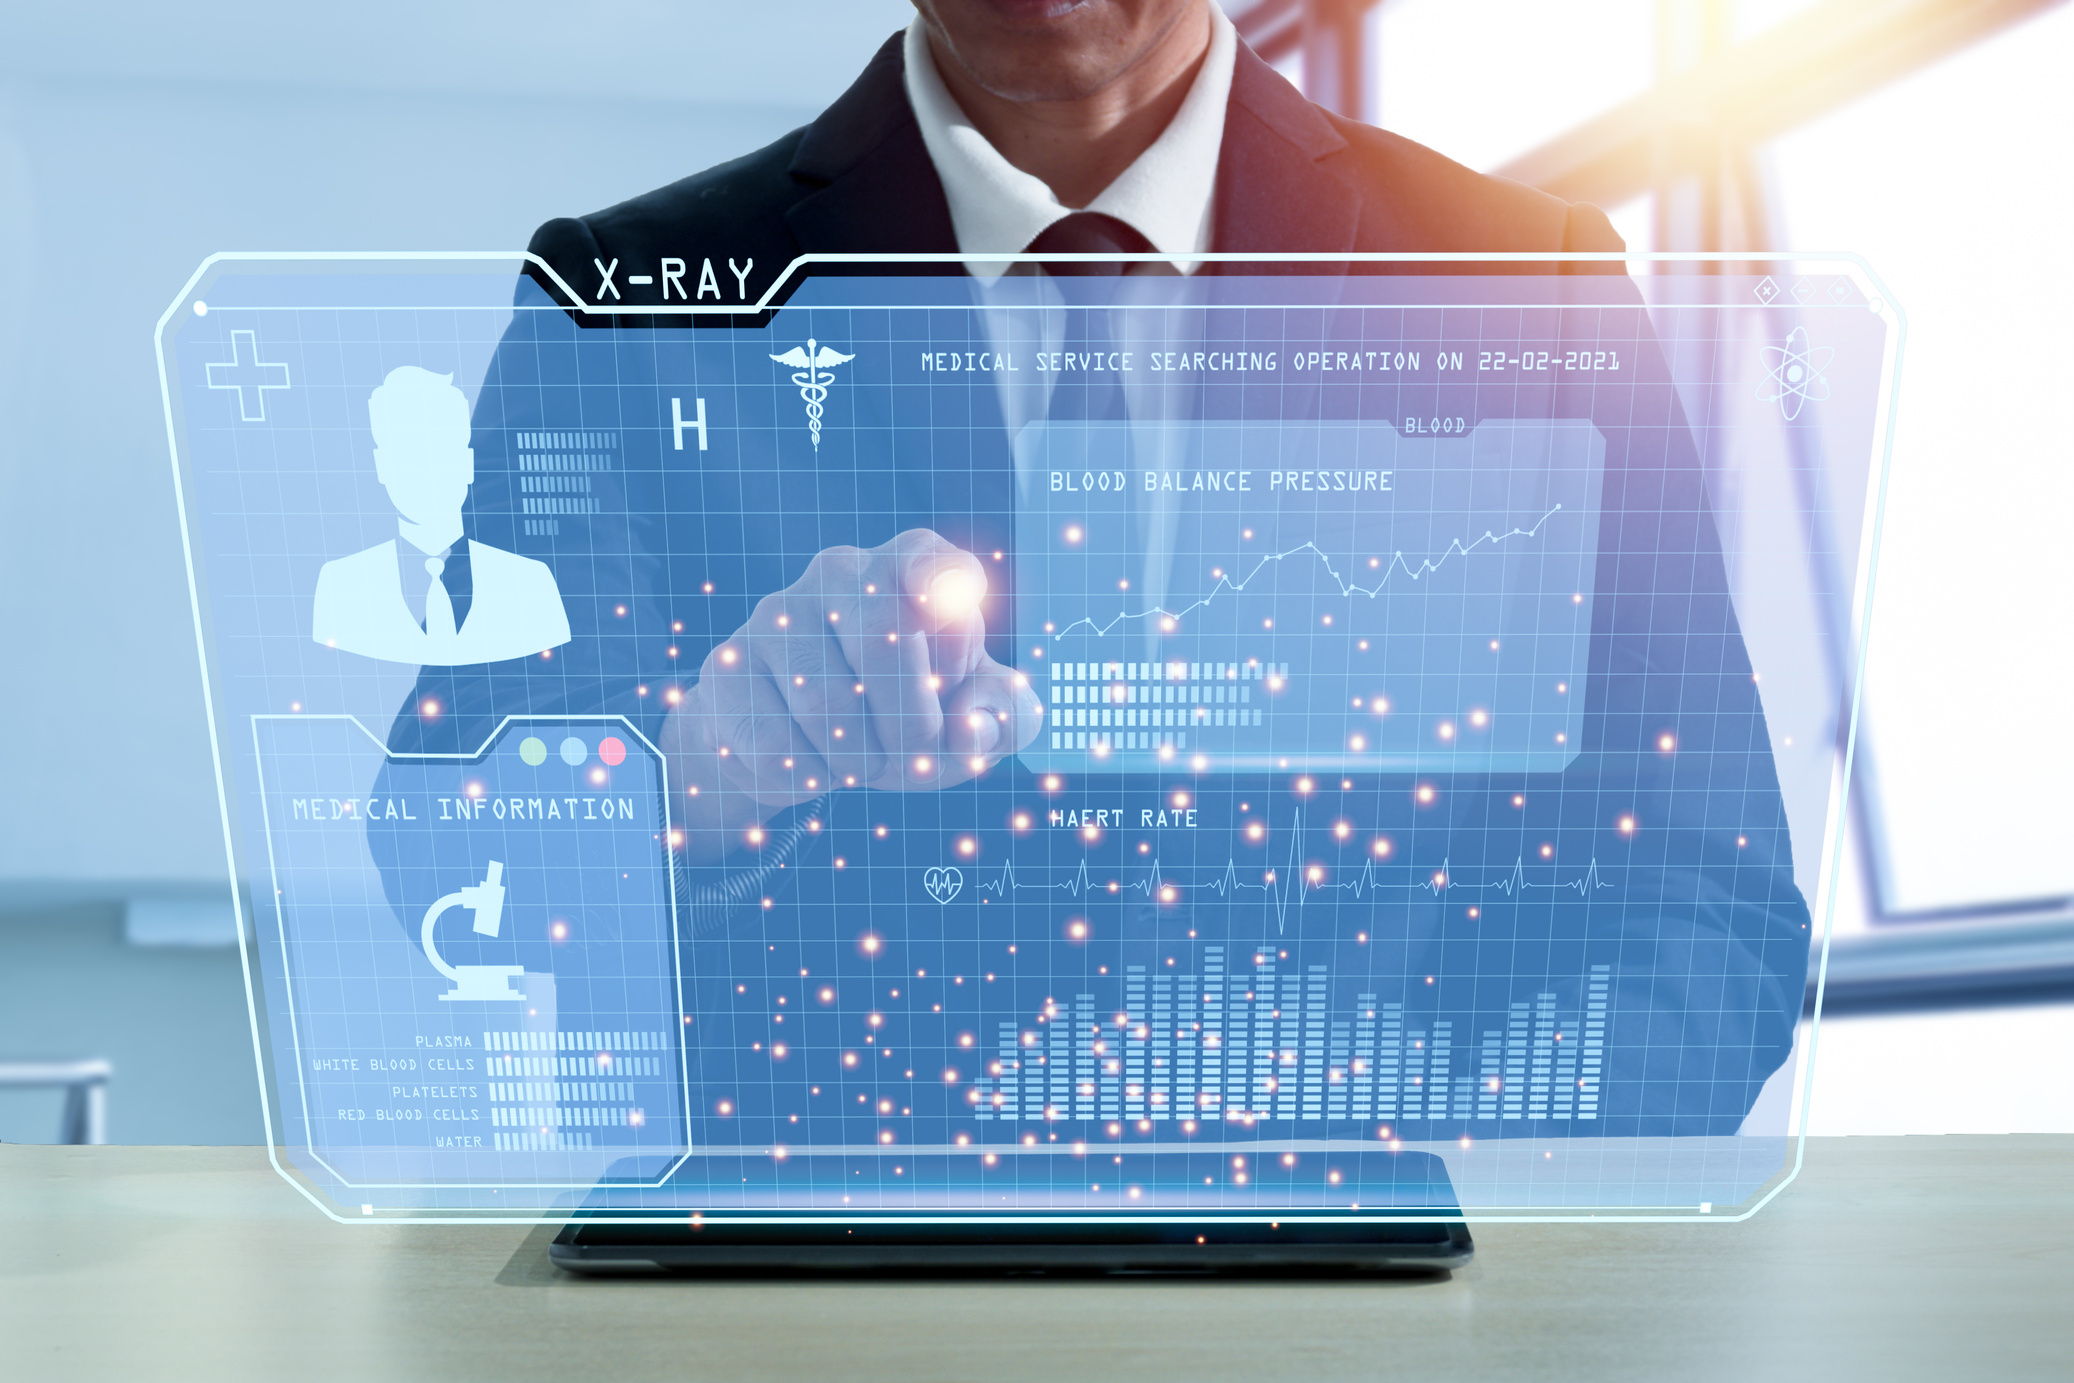 X-RAY
H
MEDICAL SERVICE SEARCHING OPERATION ON 22-02-2021
BLOOD
BLOOD BALANCE PRESSURE
HAERT RATE
MEDICAL INFORMATION
PLASMA
WHITE BLOOD CELLS
PLATELETS
RED BLOOD CELLS
WATER